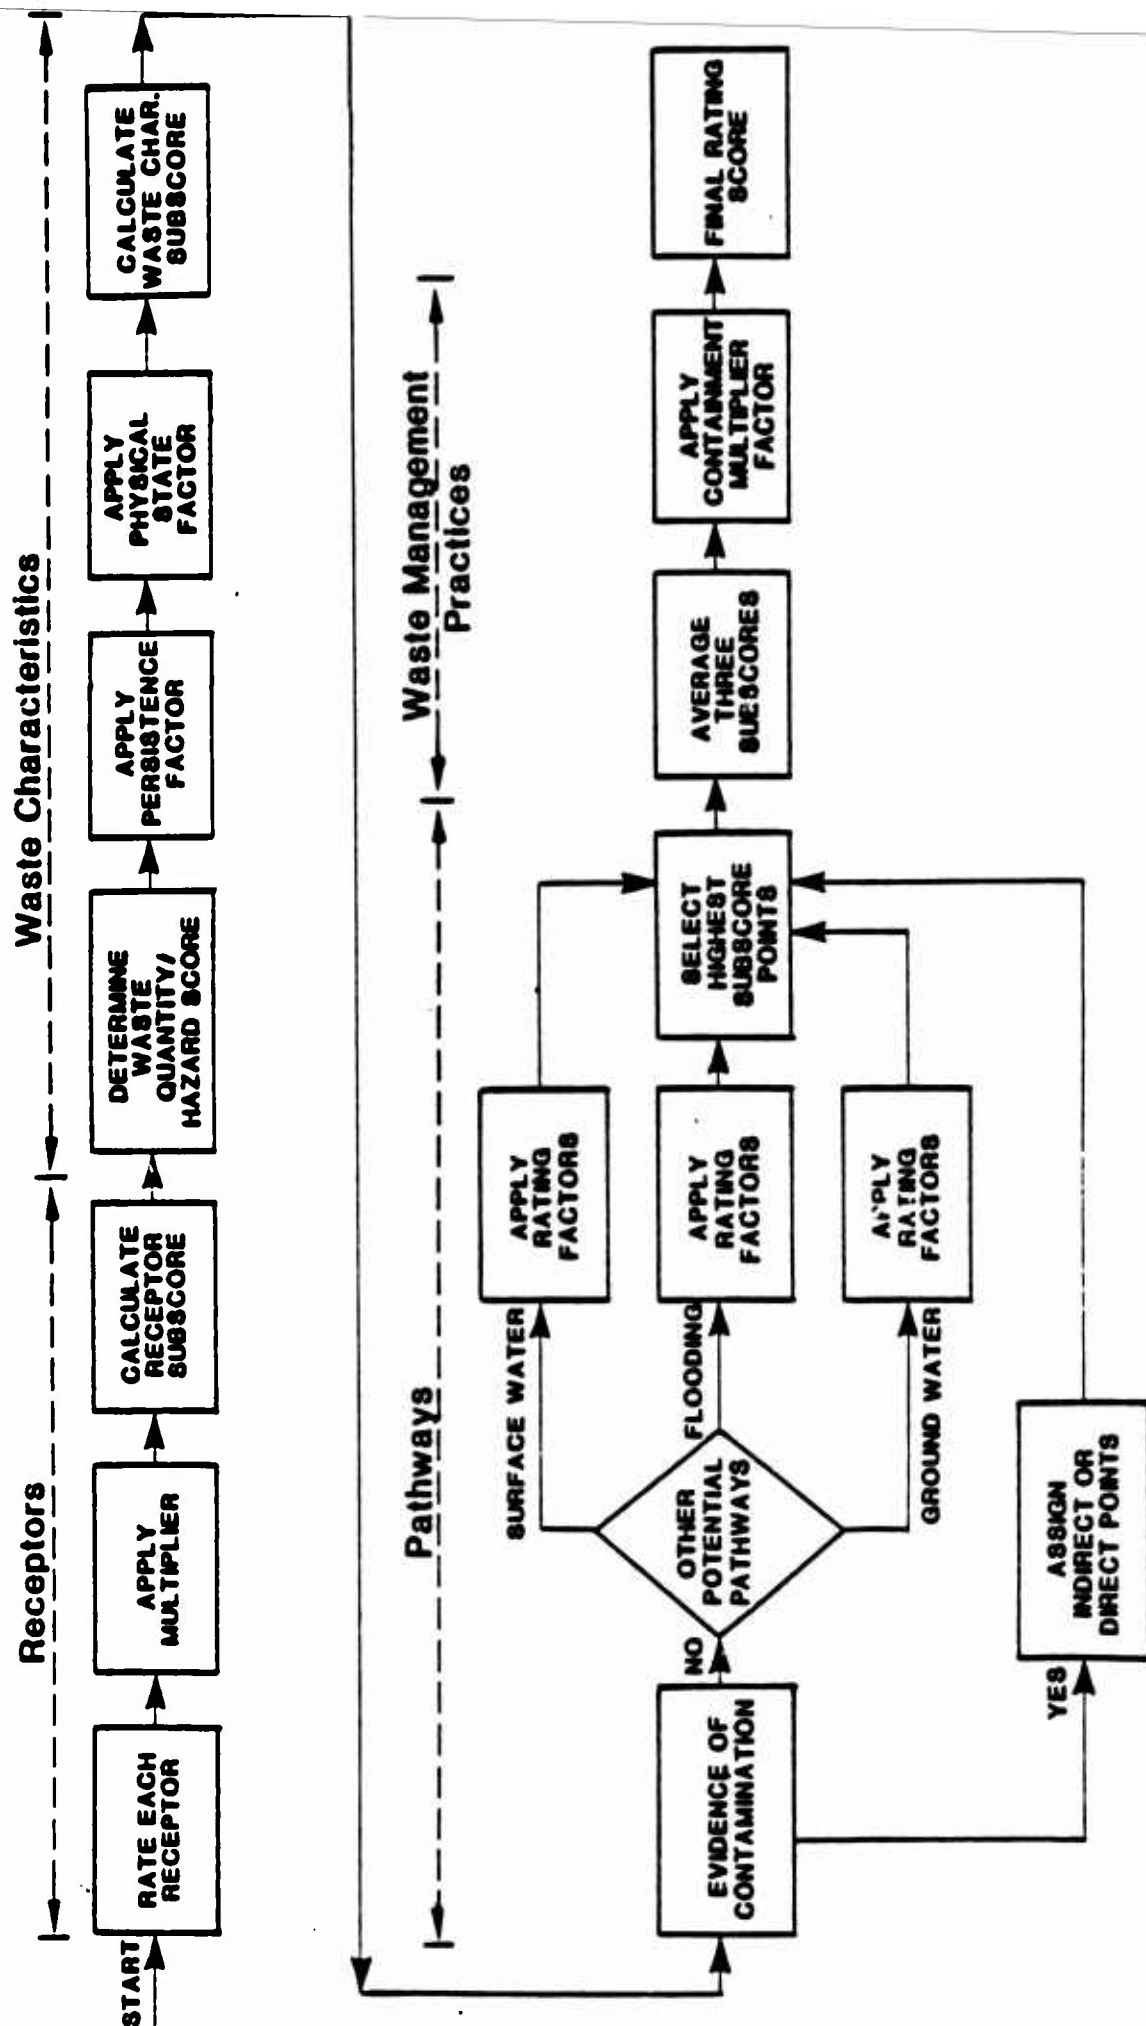 Receptors
Waste Characteristics
START
RATE EACH
RECEPTOR
APPLY
MULTIPLIER
CALCULATE
RECEPTOR
SUBSCORE
DETERMINE
WASTE
QUANTITY/
HAZARD SCORE
APPLY
PERSISTENCE
FACTOR
APPLY
PHYSICAL
STATE
FACTOR
CALCULATE
WASTE CHAR.
SUBSCORE
Pathways
Waste Management
Practices
EVIDENCE OF
CONTAMINATION
NO
YES
OTHER
POTENTIAL
PATHWAYS
SURFACE WATER
FLOODING
GROUND WATER
APPLY
RATING
FACTORS
APPLY
RATING
FACTORS
APPLY
RATING
FACTORS
ASSIGN
INDIRECT OR
DIRECT POINTS
SELECT
HIGHEST
SUBSCORE
POINTS
AVERAGE
THREE
SUBSCORES
APPLY
CONTAINMENT
MULTIPLIER
FACTOR
FINAL RATING
SCORE